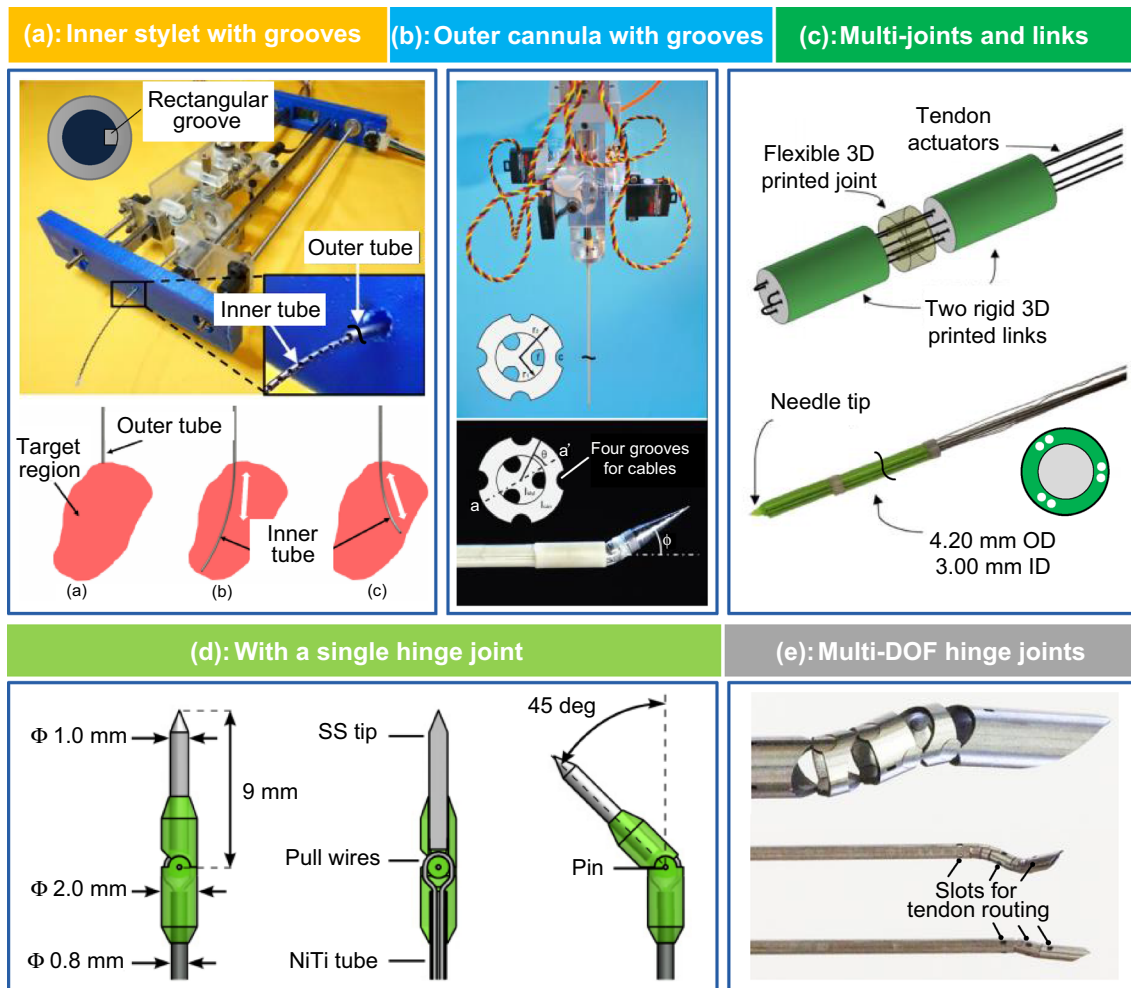 (a): Inner stylet with grooves
(b): Outer cannula with grooves
(c): Multi-joints and links
Rectangular
groove
Outer tube
Inner tube
Outer tube
Target
region
Inner
tube
(a)
(b)
(c)
r₁
f
c
r₁
θ
a'
a
Four grooves
for cables
ϕ
Tendon
actuators
Flexible 3D
printed joint
Two rigid 3D
printed links
Needle tip
4.20 mm OD
3.00 mm ID
(d): With a single hinge joint
(e): Multi-DOF hinge joints
Φ 1.0 mm
9 mm
Φ 2.0 mm
Φ 0.8 mm
SS tip
Pull wires
NiTi tube
45 deg
Pin
Slots for
tendon routing